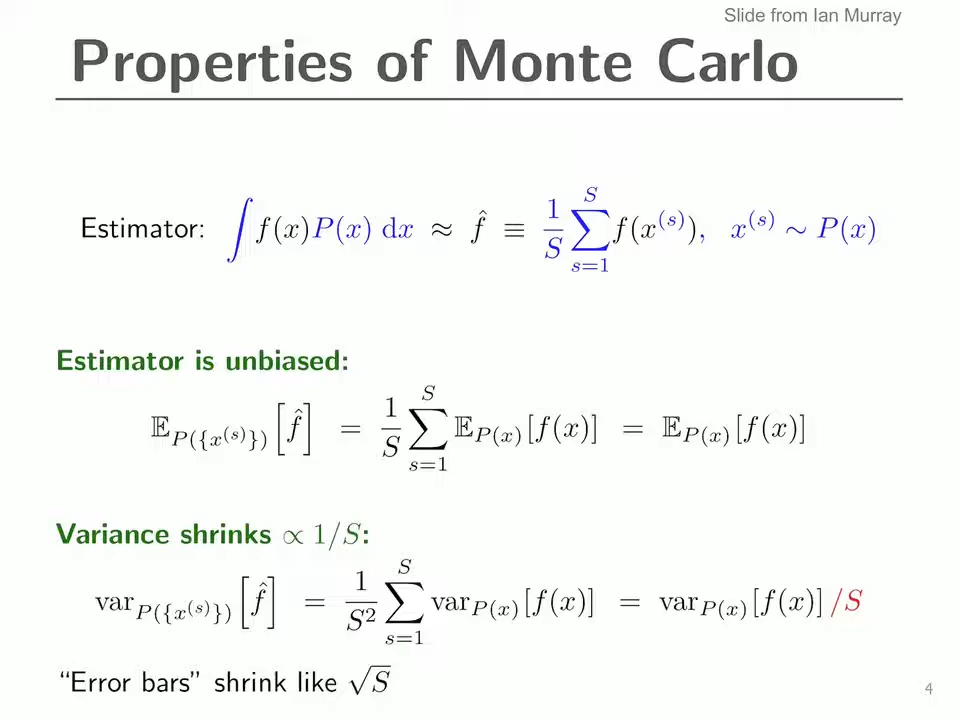 Slide from Ian Murray
Properties of Monte Carlo
Estimator: ∫ f(x)P(x) dx ≈ f̂ ≡ 1/S ∑_{s=1}^{S} f(x^{(s)}), x^{(s)} ∼ P(x)
Estimator is unbiased:
𝔼_{P({x^{(s)}})} [f̂] = 1/S ∑_{s=1}^{S} 𝔼_{P(x)}[f(x)] = 𝔼_{P(x)}[f(x)]
Variance shrinks ∝ 1/S:
var_{P({x^{(s)}})} [f̂] = 1/S² ∑_{s=1}^{S} var_{P(x)}[f(x)] = var_{P(x)}[f(x)] /S
“Error bars” shrink like √S
4